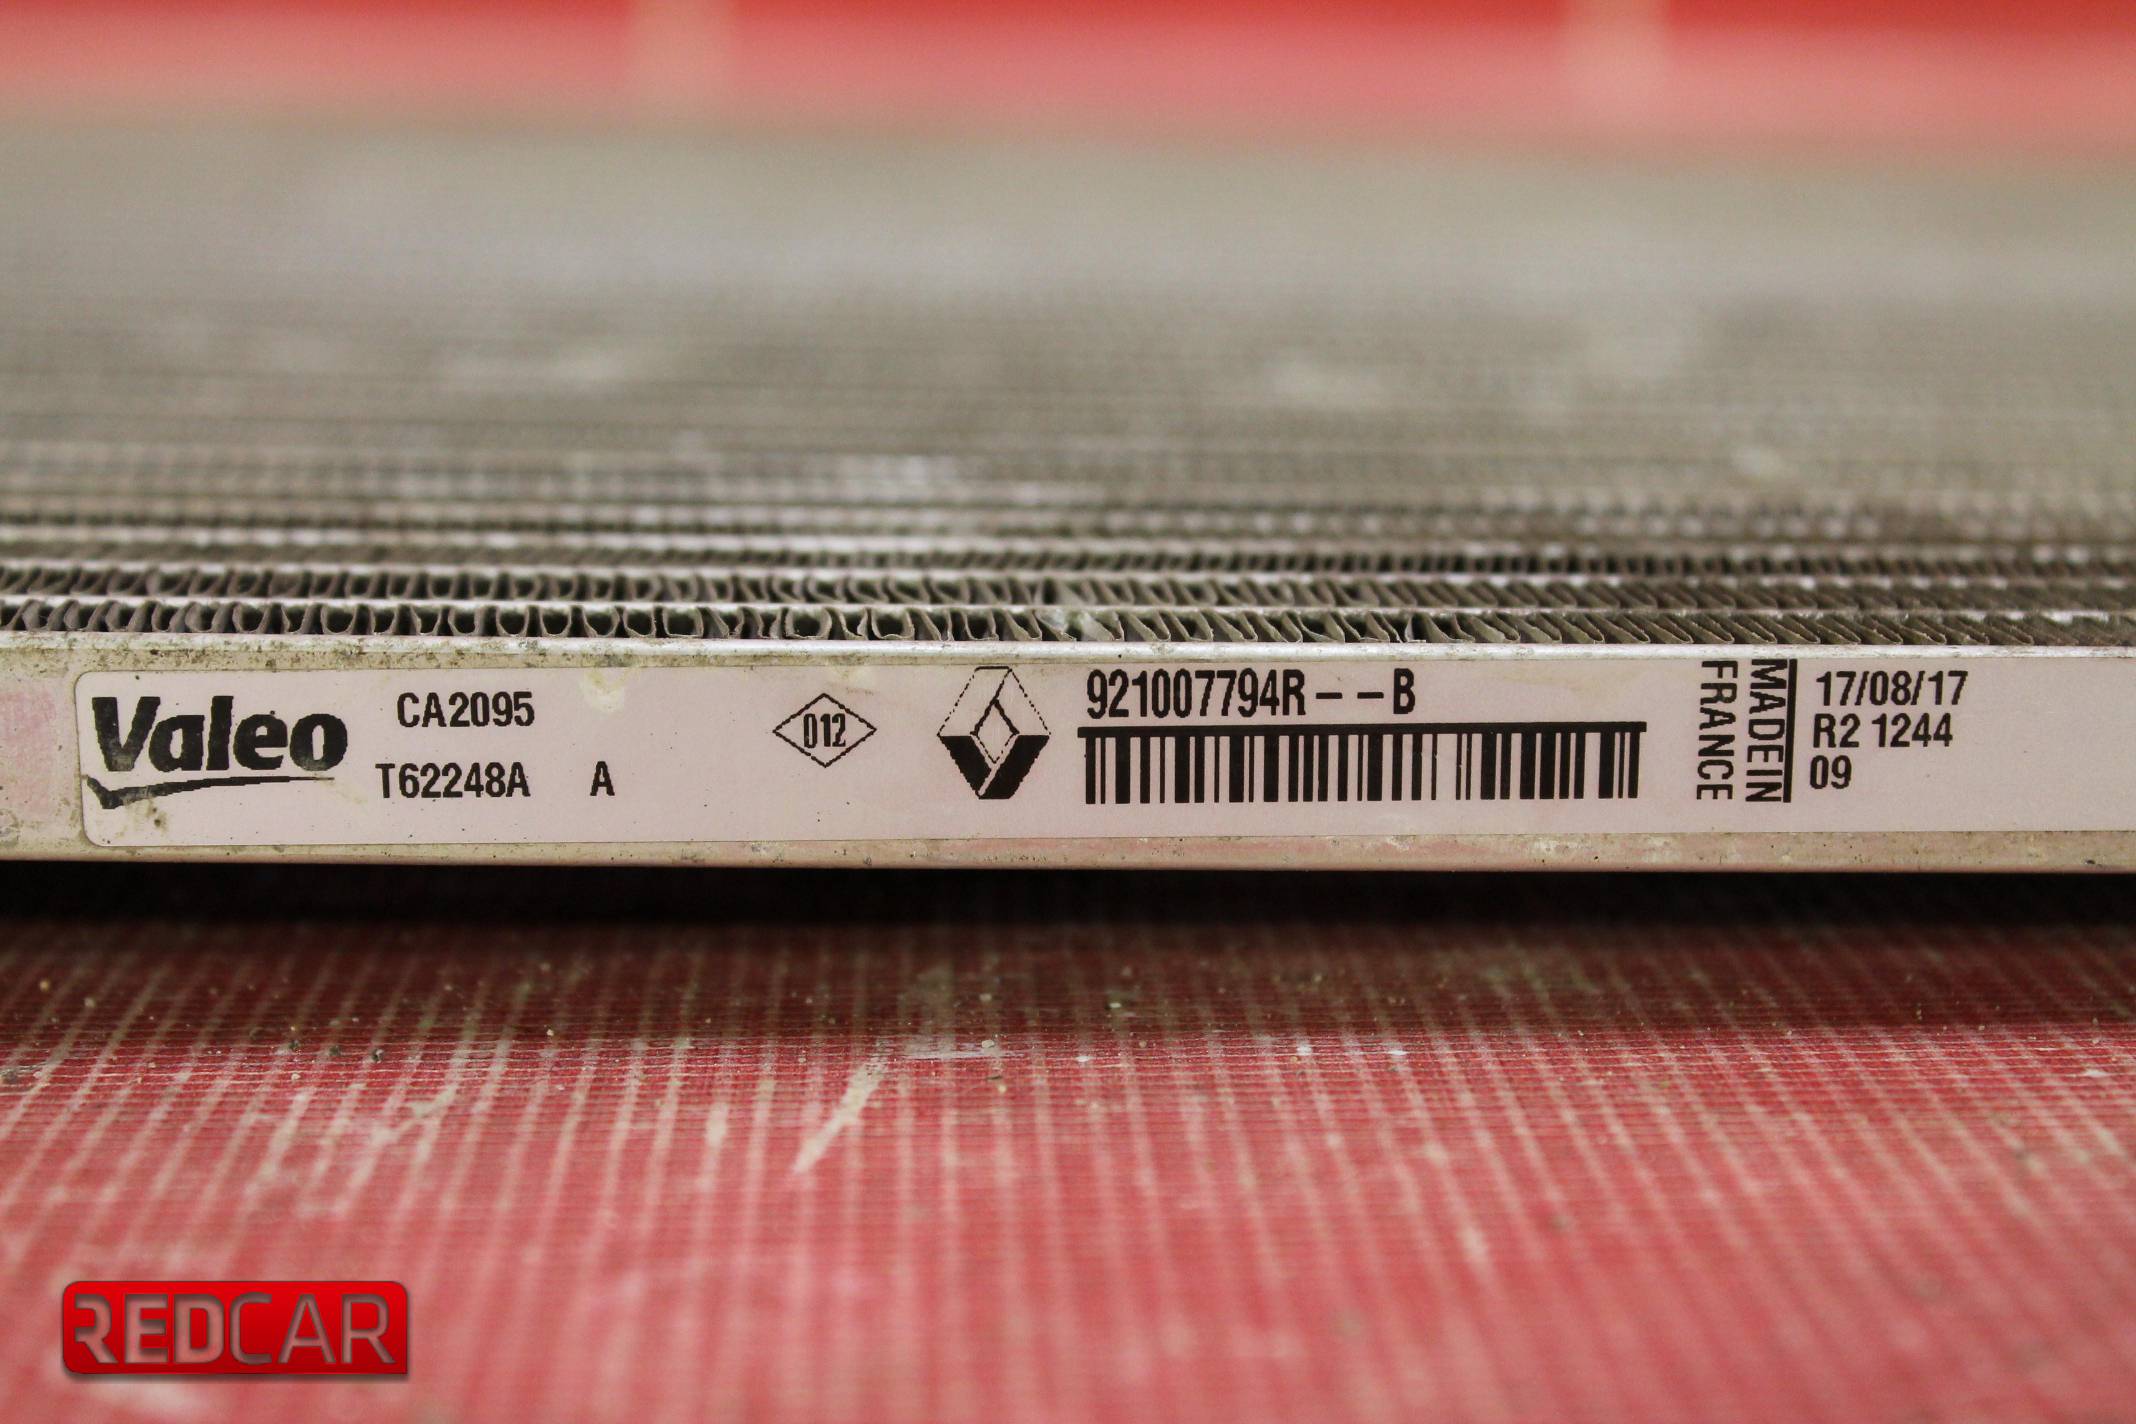 Valeo
CA2095
T62248A A
012
921007794R--B
MADE IN
FRANCE
17/08/17
R2 1244
09
REDCAR